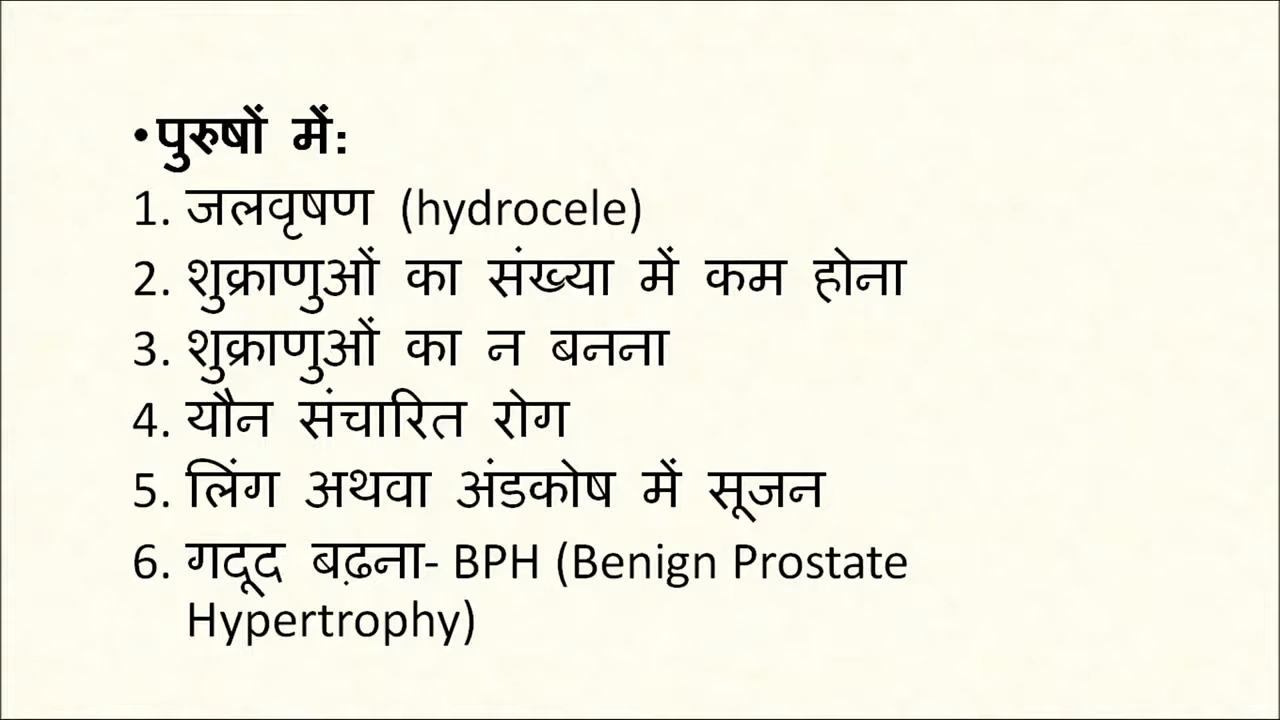 •पुरुषों में:
1. जलवृषण (hydrocele)
2. शुक्राणुओं का संख्या में कम होना
3. शुक्राणुओं का न बनना
4. यौन संचारित रोग
5. लिंग अथवा अंडकोष में सूजन
6. गदूद बढ़ना- BPH (Benign Prostate
Hypertrophy)